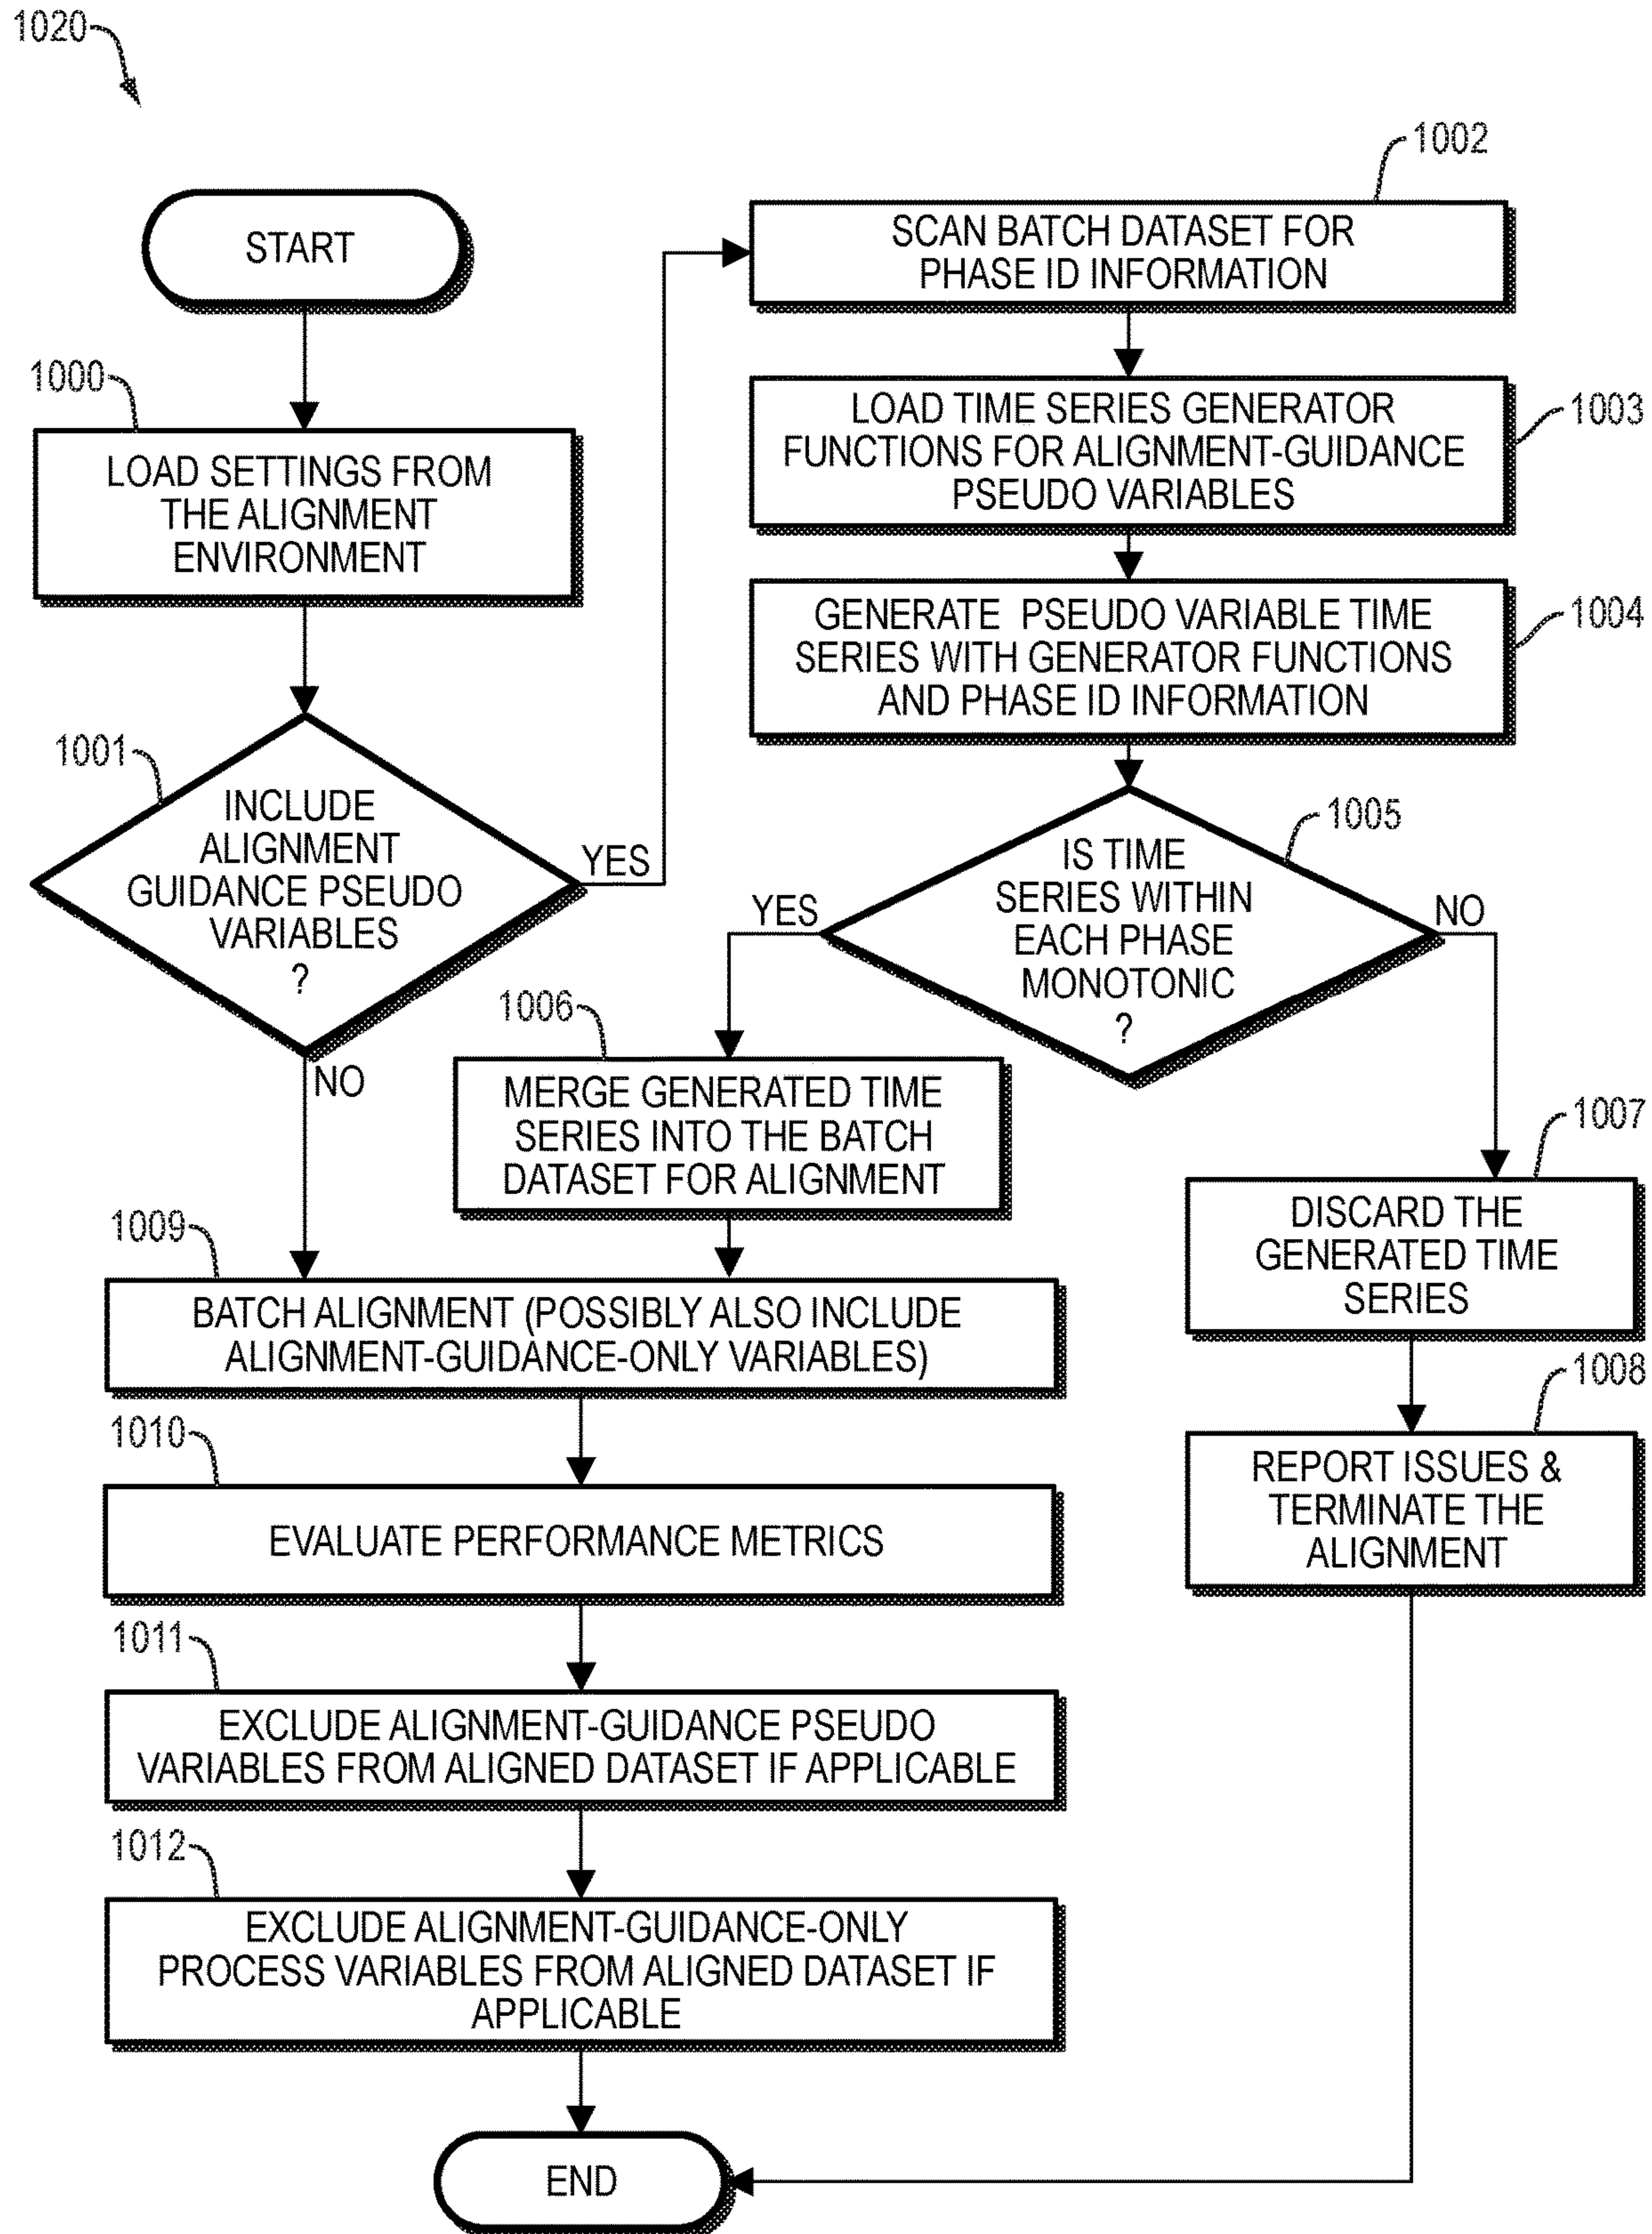 1020
START
1000
LOAD SETTINGS FROM
THE ALIGNMENT
ENVIRONMENT
1001
INCLUDE
ALIGNMENT
GUIDANCE PSEUDO
VARIABLES
?
YES
NO
1002
SCAN BATCH DATASET FOR
PHASE ID INFORMATION
1003
LOAD TIME SERIES GENERATOR
FUNCTIONS FOR ALIGNMENT-GUIDANCE
PSEUDO VARIABLES
1004
GENERATE PSEUDO VARIABLE TIME
SERIES WITH GENERATOR FUNCTIONS
AND PHASE ID INFORMATION
1005
IS TIME
SERIES WITHIN
EACH PHASE
MONOTONIC
?
YES
NO
1006
MERGE GENERATED TIME
SERIES INTO THE BATCH
DATASET FOR ALIGNMENT
1007
DISCARD THE
GENERATED TIME
SERIES
1008
REPORT ISSUES &
TERMINATE THE
ALIGNMENT
1009
BATCH ALIGNMENT (POSSIBLY ALSO INCLUDE
ALIGNMENT-GUIDANCE-ONLY VARIABLES)
1010
EVALUATE PERFORMANCE METRICS
1011
EXCLUDE ALIGNMENT-GUIDANCE PSEUDO
VARIABLES FROM ALIGNED DATASET IF APPLICABLE
1012
EXCLUDE ALIGNMENT-GUIDANCE-ONLY
PROCESS VARIABLES FROM ALIGNED DATASET IF
APPLICABLE
END